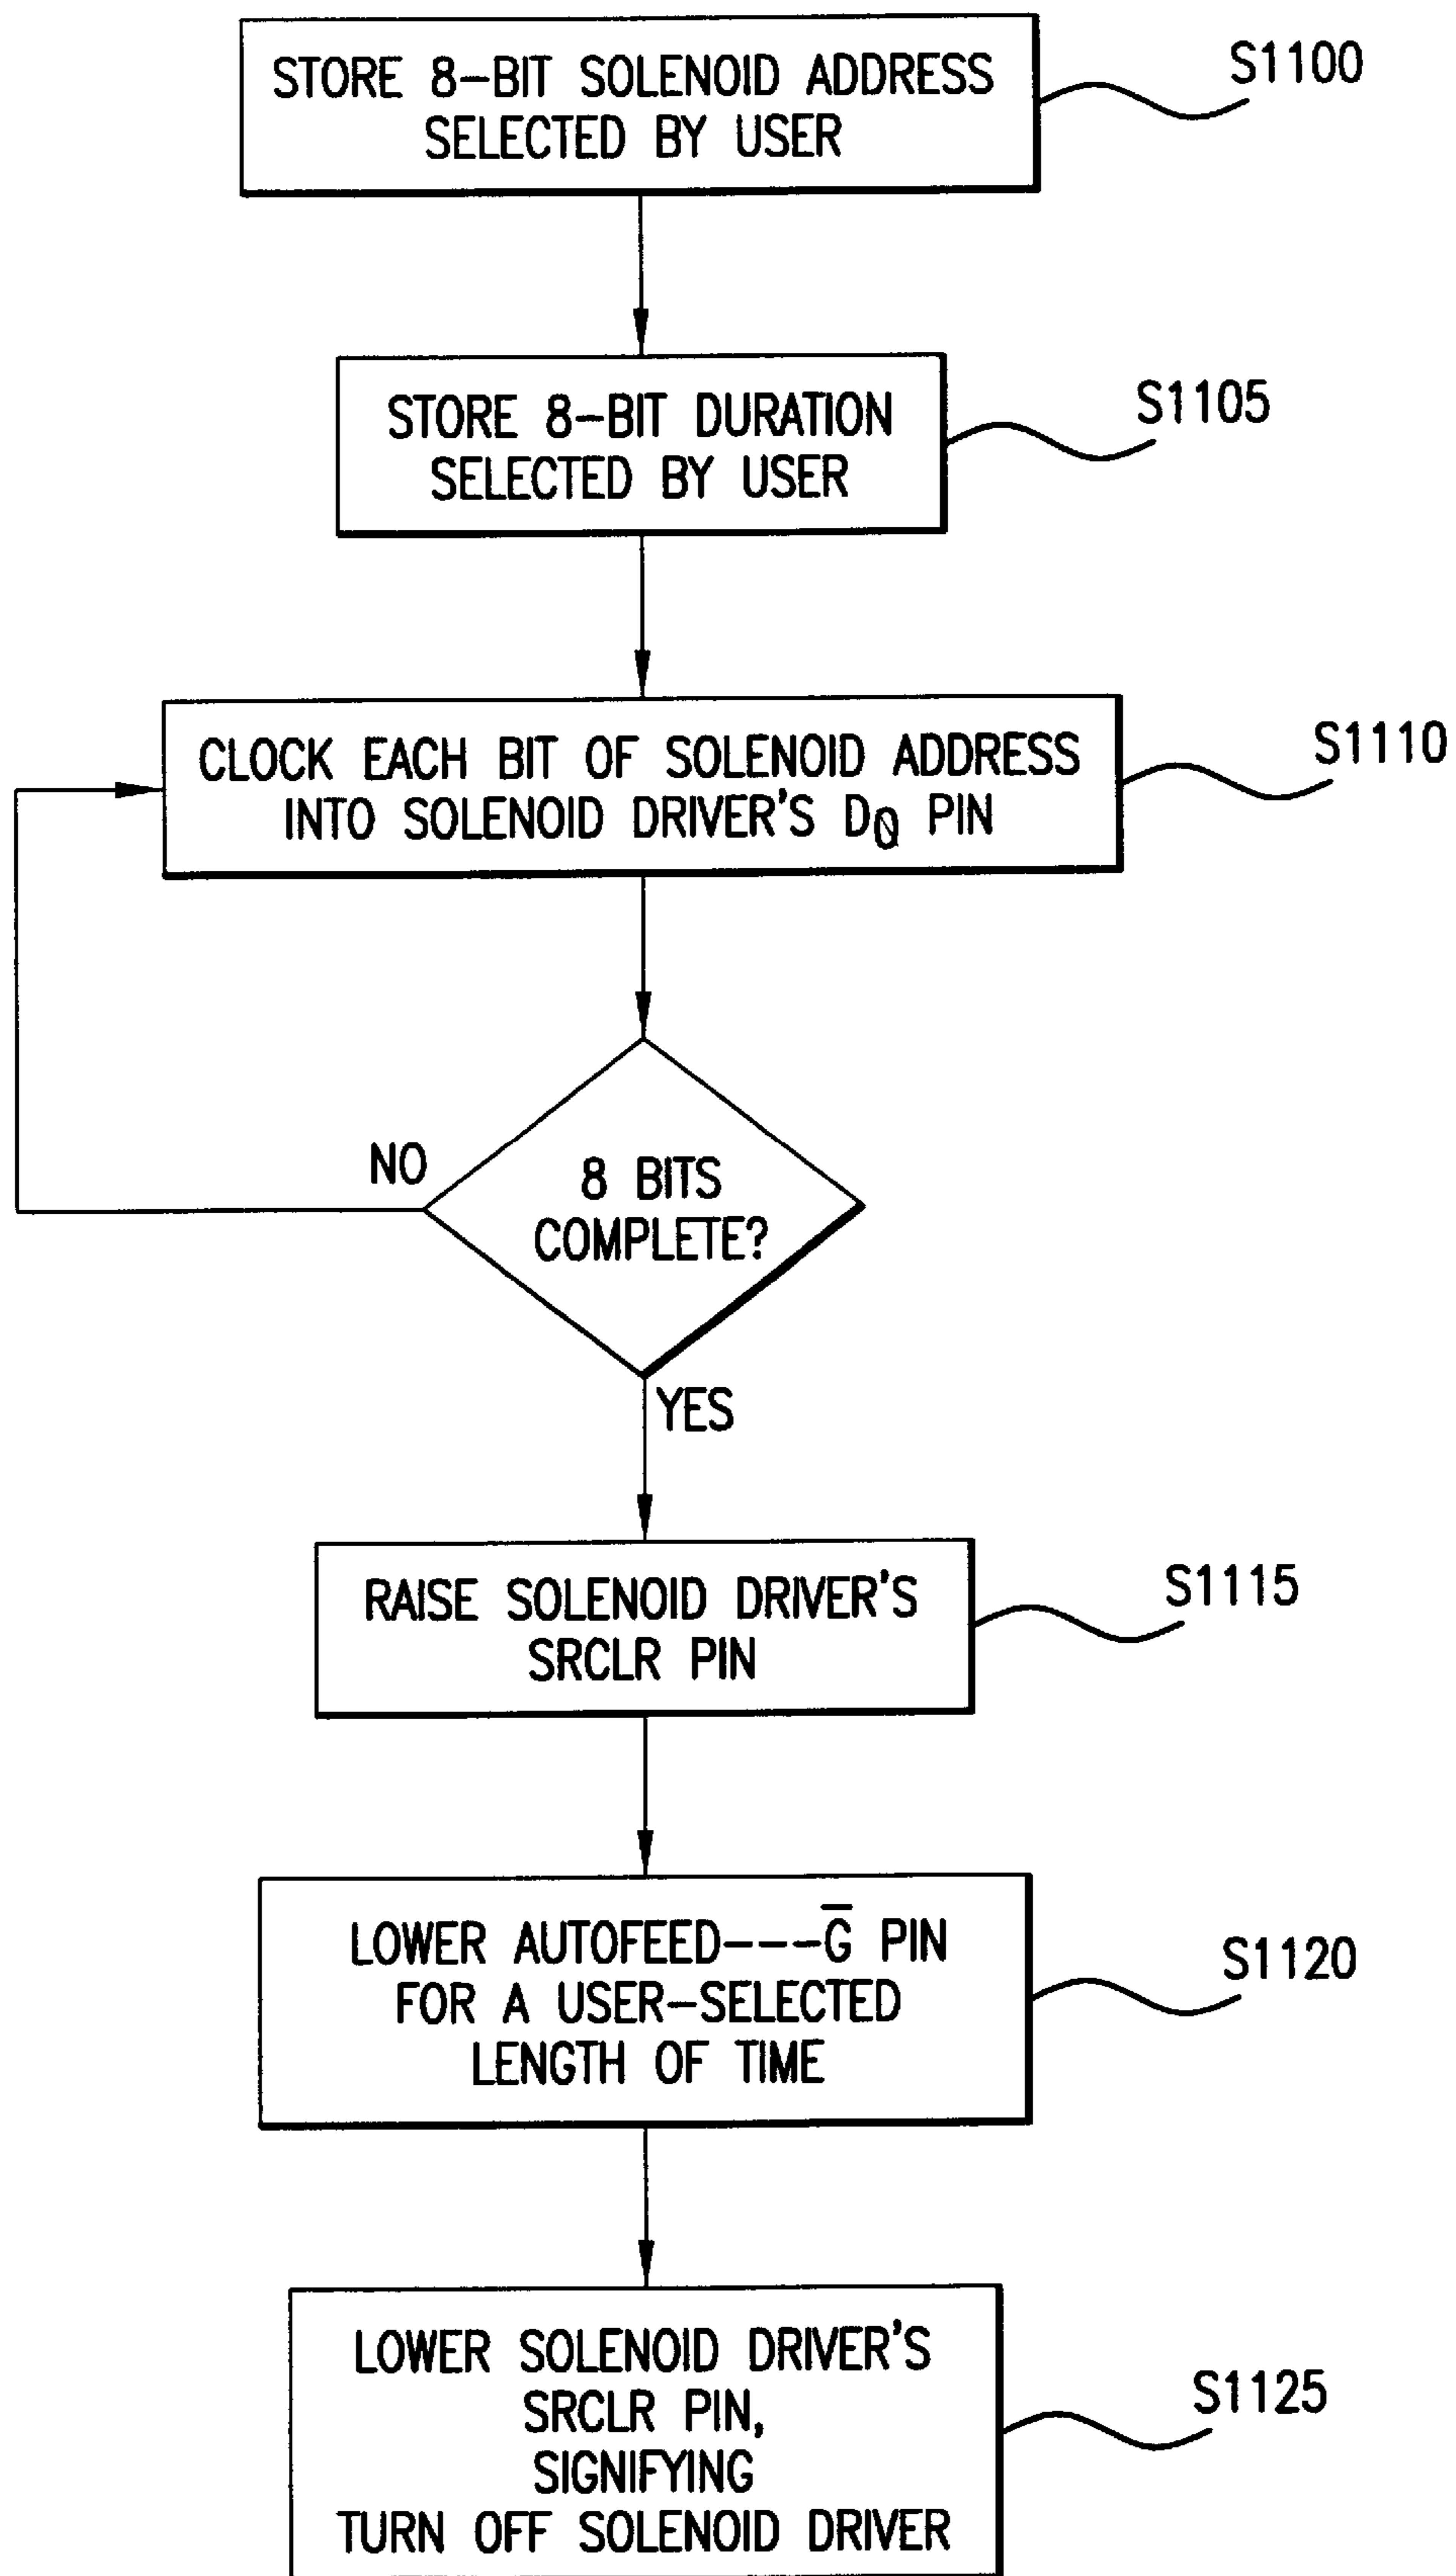 STORE 8-BIT SOLENOID ADDRESS
SELECTED BY USER
S1100
STORE 8-BIT DURATION
SELECTED BY USER
S1105
CLOCK EACH BIT OF SOLENOID ADDRESS
INTO SOLENOID DRIVER'S D0 PIN
S1110
NO
8 BITS
COMPLETE?
YES
RAISE SOLENOID DRIVER'S
SRCLR PIN
S1115
LOWER AUTOFEED---G̅ PIN
FOR A USER-SELECTED
LENGTH OF TIME
S1120
LOWER SOLENOID DRIVER'S
SRCLR PIN,
SIGNIFYING
TURN OFF SOLENOID DRIVER
S1125